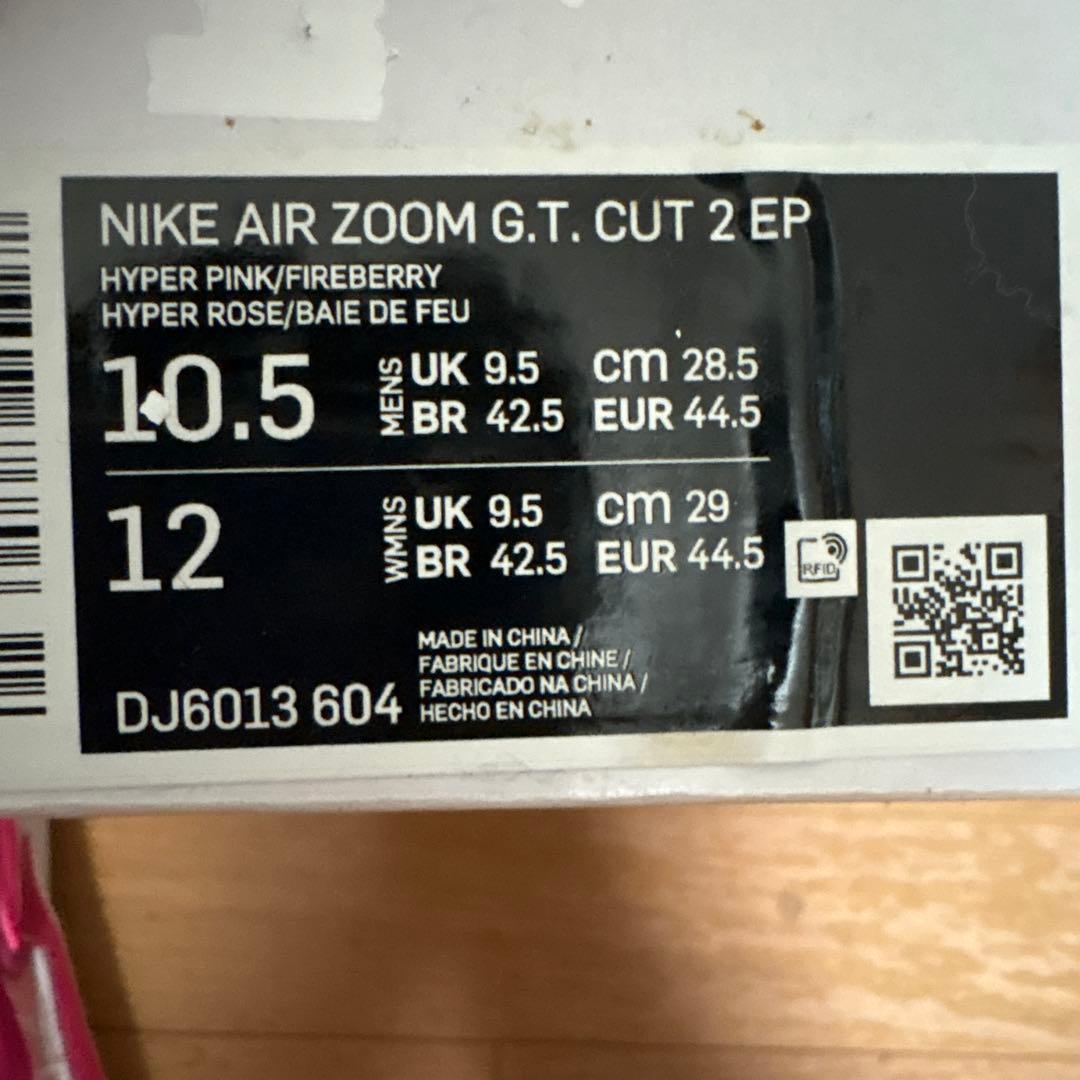 NIKE AIR ZOOM G.T. CUT 2 EP
HYPER PINK/FIREBERRY
HYPER ROSE/BAIE DE FEU
10.5 MENS UK 9.5 cm 28.5
BR 42.5 EUR 44.5
12 WMNS UK 9.5 cm 29
BR 42.5 EUR 44.5
RFID
MADE IN CHINA /
FABRIQUE EN CHINE /
FABRICADO NA CHINA /
HECHO EN CHINA
DJ6013 604